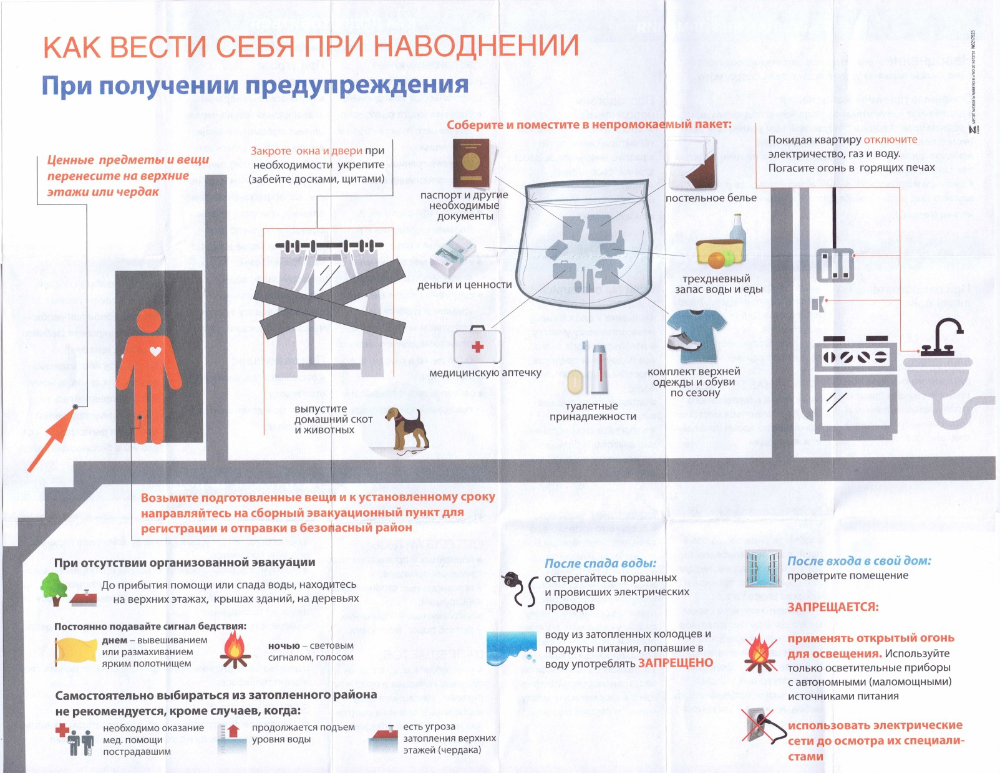 КАК ВЕСТИ СЕБЯ ПРИ НАВОДНЕНИИ
При получении предупреждения
Ценные предметы и вещи
перенесите на верхние
этажи или чердак
Закроте окна и двери при
необходимости укрепите
(забейте досками, щитами)
Соберите и поместите в непромокаемый пакет:
паспорт и другие
необходимые
документы
постельное белье
деньги и ценности
трехдневный
запас воды и еды
медицинскую аптечку
комплект верхней
одежды и обуви
по сезону
туалетные
принадлежности
Покидая квартиру отключите
электричество, газ и воду.
Погасите огонь в горящих печах
выпустите
домашний скот
и животных
Возьмите подготовленные вещи и к установленному сроку
направляйтесь на сборный эвакуационный пункт для
регистрации и отправки в безопасный район
При отсутствии организованной эвакуации
До прибытия помощи или спада воды, находитесь
на верхних этажах, крышах зданий, на деревьях
Постоянно подавайте сигнал бедствия:
днем – вывешиванием
или размахиванием
ярким полотнищем
ночью – световым
сигналом, голосом
Самостоятельно выбираться из затопленного района
не рекомендуется, кроме случаев, когда:
необходимо оказание
мед. помощи
пострадавшим
продолжается подъем
уровня воды
есть угроза
затопления верхних
этажей (чердака)
После спада воды:
остерегайтесь порванных
и провисших электрических
проводов
воду из затопленных колодцев и
продукты питания, попавшие в
воду употреблять ЗАПРЕЩЕНО
После входа в свой дом:
проветрите помещение
ЗАПРЕЩАЕТСЯ:
применять открытый огонь
для освещения. Используйте
только осветительные приборы
с автономными (маломощными)
источниками питания
использовать электрические
сети до осмотра их специали-
стами